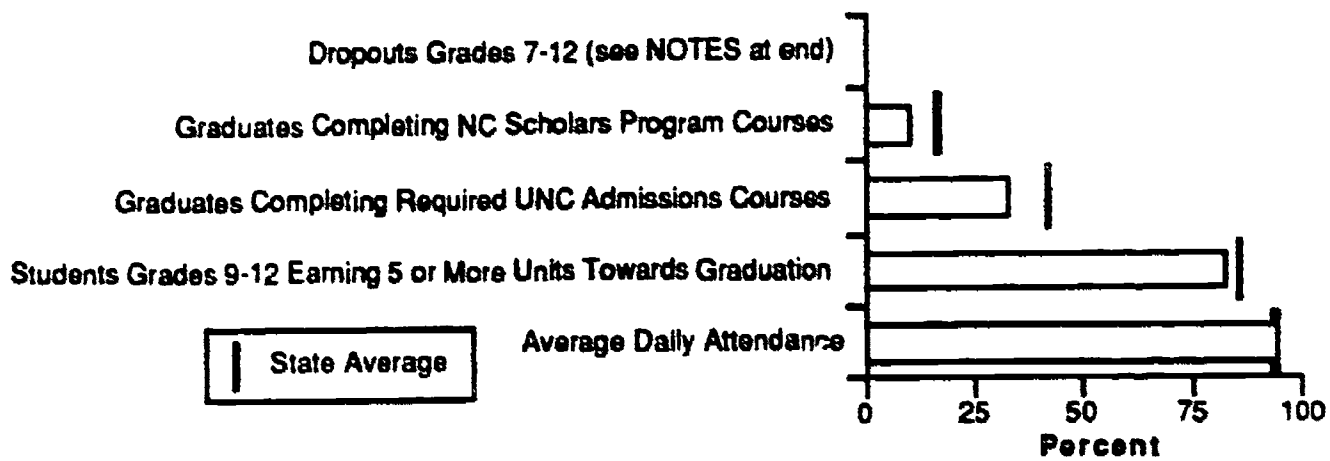 Dropouts Grades 7-12 (see NOTES at end)
Graduates Completing NC Scholars Program Courses
Graduates Completing Required UNC Admissions Courses
Students Grades 9-12 Earning 5 or More Units Towards Graduation
Average Daily Attendance
State Average
0 25 50 75 100
Percent